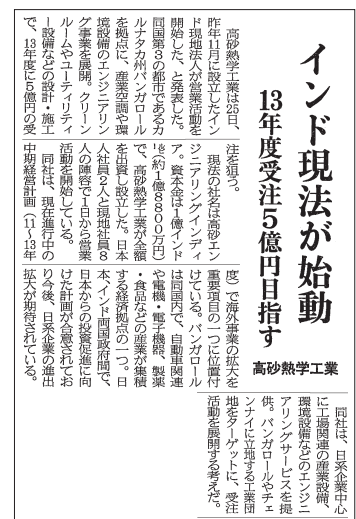 インド現法が始動
13年度受注5億円目指す
高砂熱学工業
高砂熱学工業は25日、
昨年11月に設立したイン
ド現地法人が営業活動を
開始した、と発表した。
同国第3の都市であるカ
ルナタカ州バンガロール
を拠点に、産業空調や環
境設備のエンジニアリン
グ事業を展開。クリーン
ルームやユーティリティ
ー設備などの設計・施工
で、13年度に5億円の受
注を狙う。
現法の社名は高砂エン
ジニアリングインディ
ア。資本金は1億インド
ルピー(約1億8800万円)
で、高砂熱学工業が全額
を出資し設立した。日本
人社員2人と現地社員8
人の陣容で1日から営業
活動を開始している。
同社は、現在進行中の
中期経営計画(11~13年
度)で海外事業の拡大を
重要項目の一つに位置付
けている。バンガロール
は同国内で、自動車関連
や電機・電子機器、製薬
・食品などの産業が集積
する経済拠点の一つ。日
本、インド両国政府間で、
日本からの投資促進に向
けた計画が合意されてお
り今後、日系企業の進出
拡大が期待されている。
同社は、日系企業中心
に工場関連の産業設備、
環境設備などのエンジニ
アリングサービスを提
供。バンガロールやチェ
ンナイに立地する工業団
地をターゲットに、受注
活動を展開する考えだ。